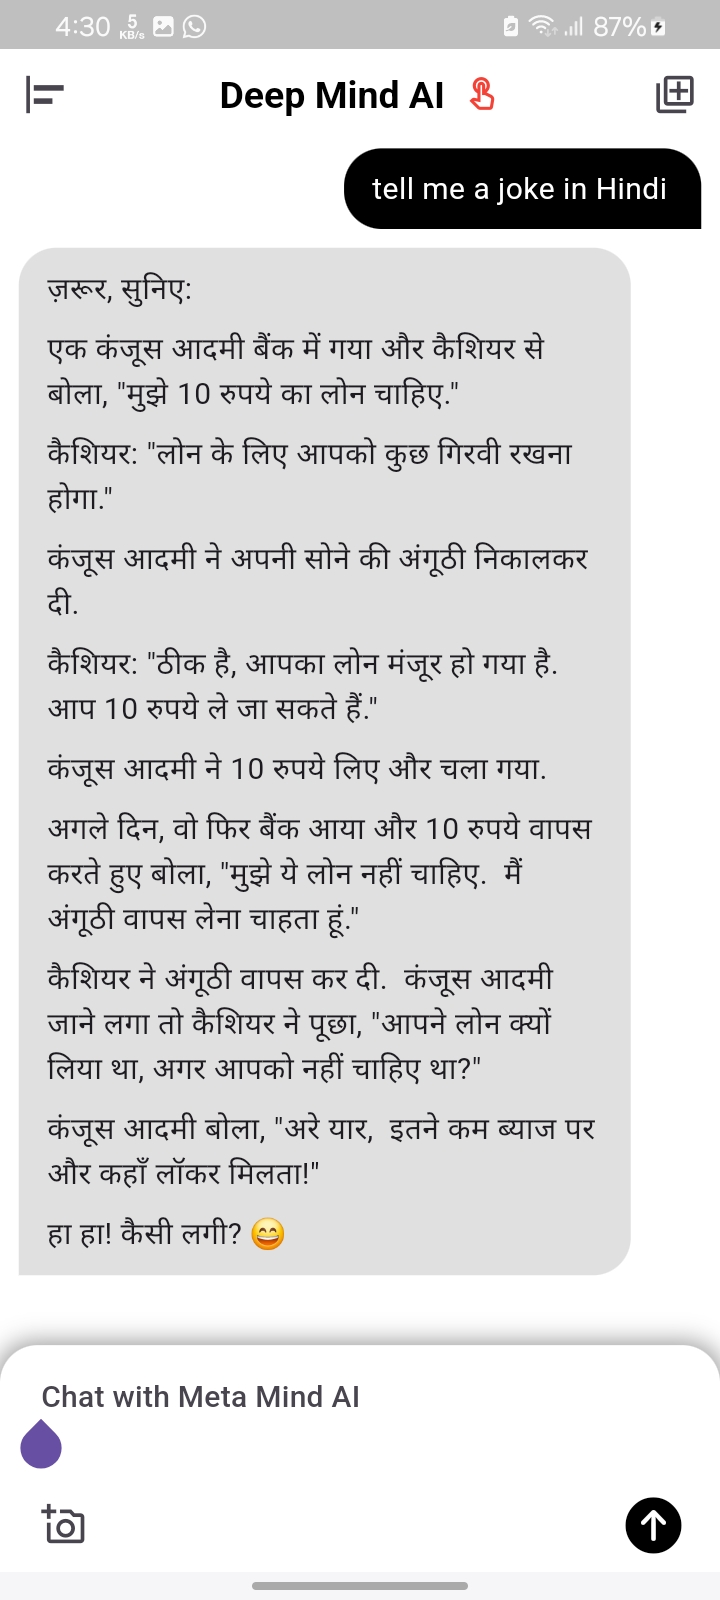 4:30 5 KB/s 87%
Deep Mind AI
tell me a joke in Hindi
ज़रूर, सुनिए:
एक कंजूस आदमी बैंक में गया और कैशियर से
बोला, "मुझे 10 रुपये का लोन चाहिए."
कैशियर: "लोन के लिए आपको कुछ गिरवी रखना
होगा."
कंजूस आदमी ने अपनी सोने की अंगूठी निकालकर
दी.
कैशियर: "ठीक है, आपका लोन मंजूर हो गया है.
आप 10 रुपये ले जा सकते हैं."
कंजूस आदमी ने 10 रुपये लिए और चला गया.
अगले दिन, वो फिर बैंक आया और 10 रुपये वापस
करते हुए बोला, "मुझे ये लोन नहीं चाहिए.  मैं
अंगूठी वापस लेना चाहता हूं."
कैशियर ने अंगूठी वापस कर दी.  कंजूस आदमी
जाने लगा तो कैशियर ने पूछा, "आपने लोन क्यों
लिया था, अगर आपको नहीं चाहिए था?"
कंजूस आदमी बोला, "अरे यार,  इतने कम ब्याज पर
और कहाँ लॉकर मिलता!"
हा हा! कैसी लगी? 😄
Chat with Meta Mind AI